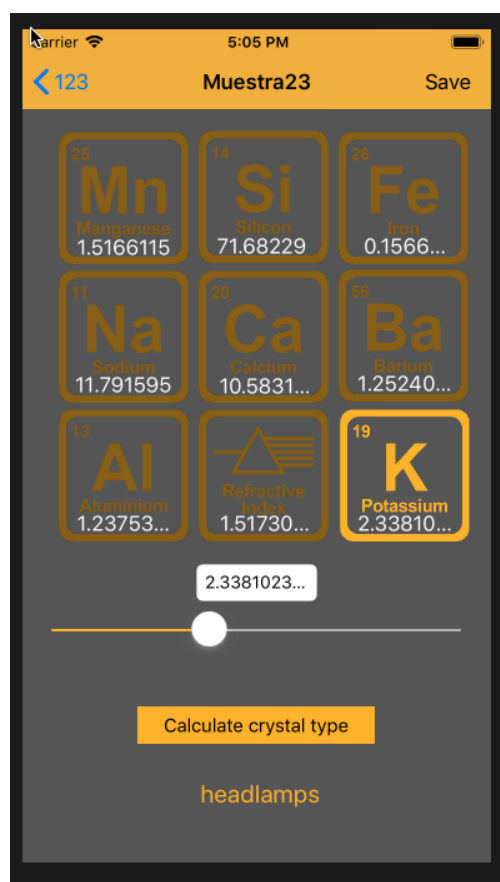 Carrier 5:05 PM
123 Muestra23 Save
25 14 26
Mn Si Fe
Manganese Silicon Iron
1.5166115 71.68229 0.1566...
11 20 56
Na Ca Ba
Sodium Calcium Barium
11.791595 10.5831... 1.25240...
13 19
Al K
Aluminium Refractive Index Potassium
1.23753... 1.51730... 2.33810...
2.3381023...
Calculate crystal type
headlamps